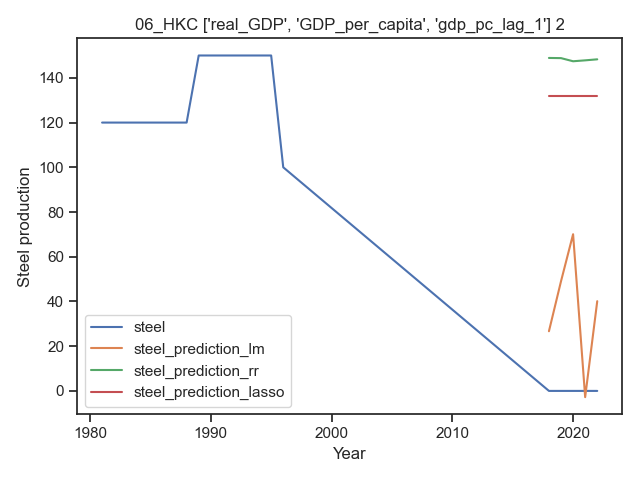 06_HKC ['real_GDP', 'GDP_per_capita', 'gdp_pc_lag_1'] 2
Steel production
140
120
100
80
60
40
20
0
steel
steel_prediction_lm
steel_prediction_rr
steel_prediction_lasso
1980
1990
2000
2010
2020
Year